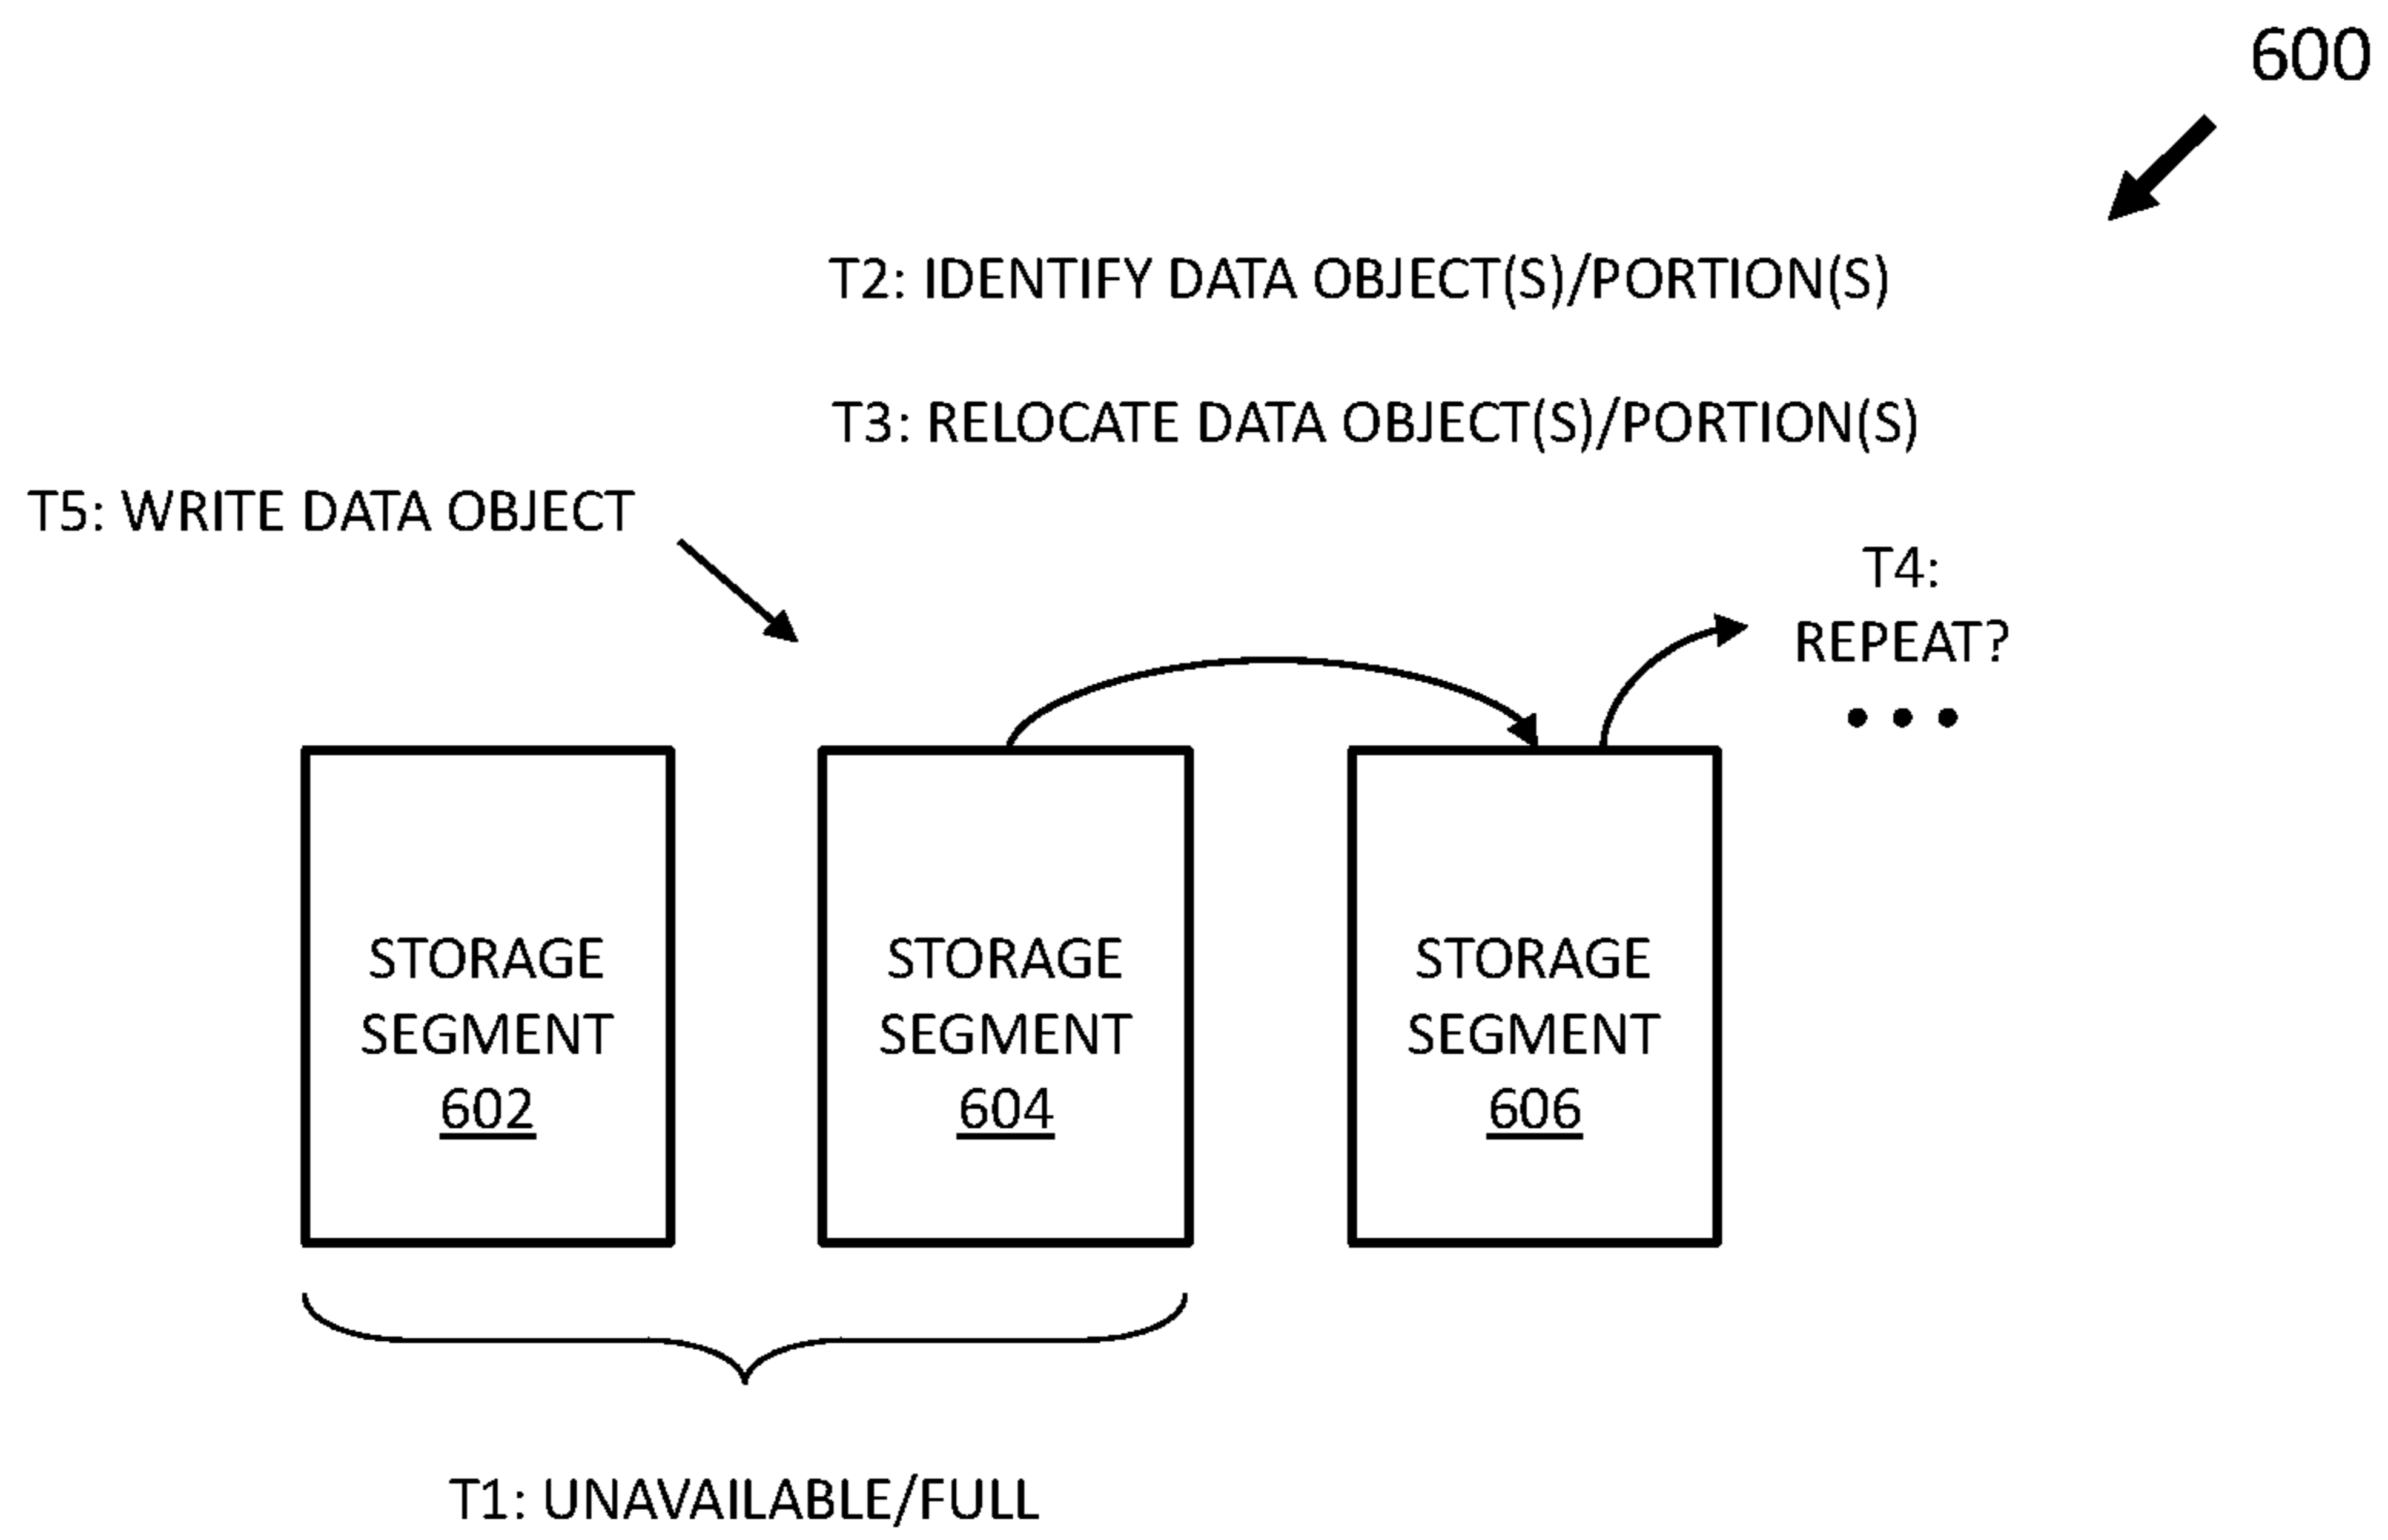 600
T2: IDENTIFY DATA OBJECT(S)/PORTION(S)
T3: RELOCATE DATA OBJECT(S)/PORTION(S)
T5: WRITE DATA OBJECT
T4:
REPEAT?
• • •
STORAGE
SEGMENT
602
STORAGE
SEGMENT
604
STORAGE
SEGMENT
606
T1: UNAVAILABLE/FULL